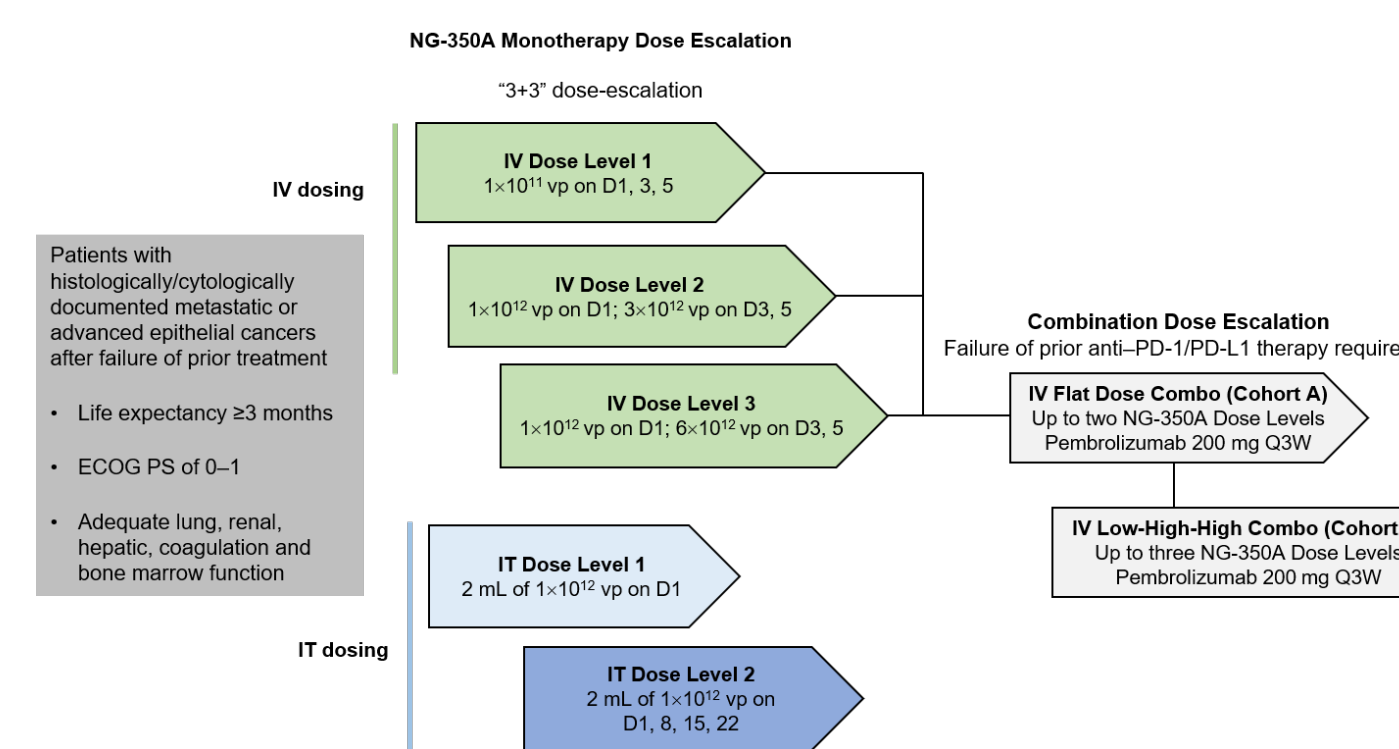 NG-350A Monotherapy Dose Escalation
“3+3” dose-escalation
IV dosing
IV Dose Level 1
1×10¹¹ vp on D1, 3, 5
IV Dose Level 2
1×10¹² vp on D1; 3×10¹² vp on D3, 5
IV Dose Level 3
1×10¹² vp on D1; 6×10¹² vp on D3, 5
Patients with
histologically/cytologically
documented metastatic or
advanced epithelial cancers
after failure of prior treatment
• Life expectancy ≥3 months
• ECOG PS of 0–1
• Adequate lung, renal,
hepatic, coagulation and
bone marrow function
Combination Dose Escalation
Failure of prior anti–PD-1/PD-L1 therapy require
IV Flat Dose Combo (Cohort A)
Up to two NG-350A Dose Levels
Pembrolizumab 200 mg Q3W
IV Low-High-High Combo (Cohort
Up to three NG-350A Dose Levels
Pembrolizumab 200 mg Q3W
IT dosing
IT Dose Level 1
2 mL of 1×10¹² vp on D1
IT Dose Level 2
2 mL of 1×10¹² vp on
D1, 8, 15, 22